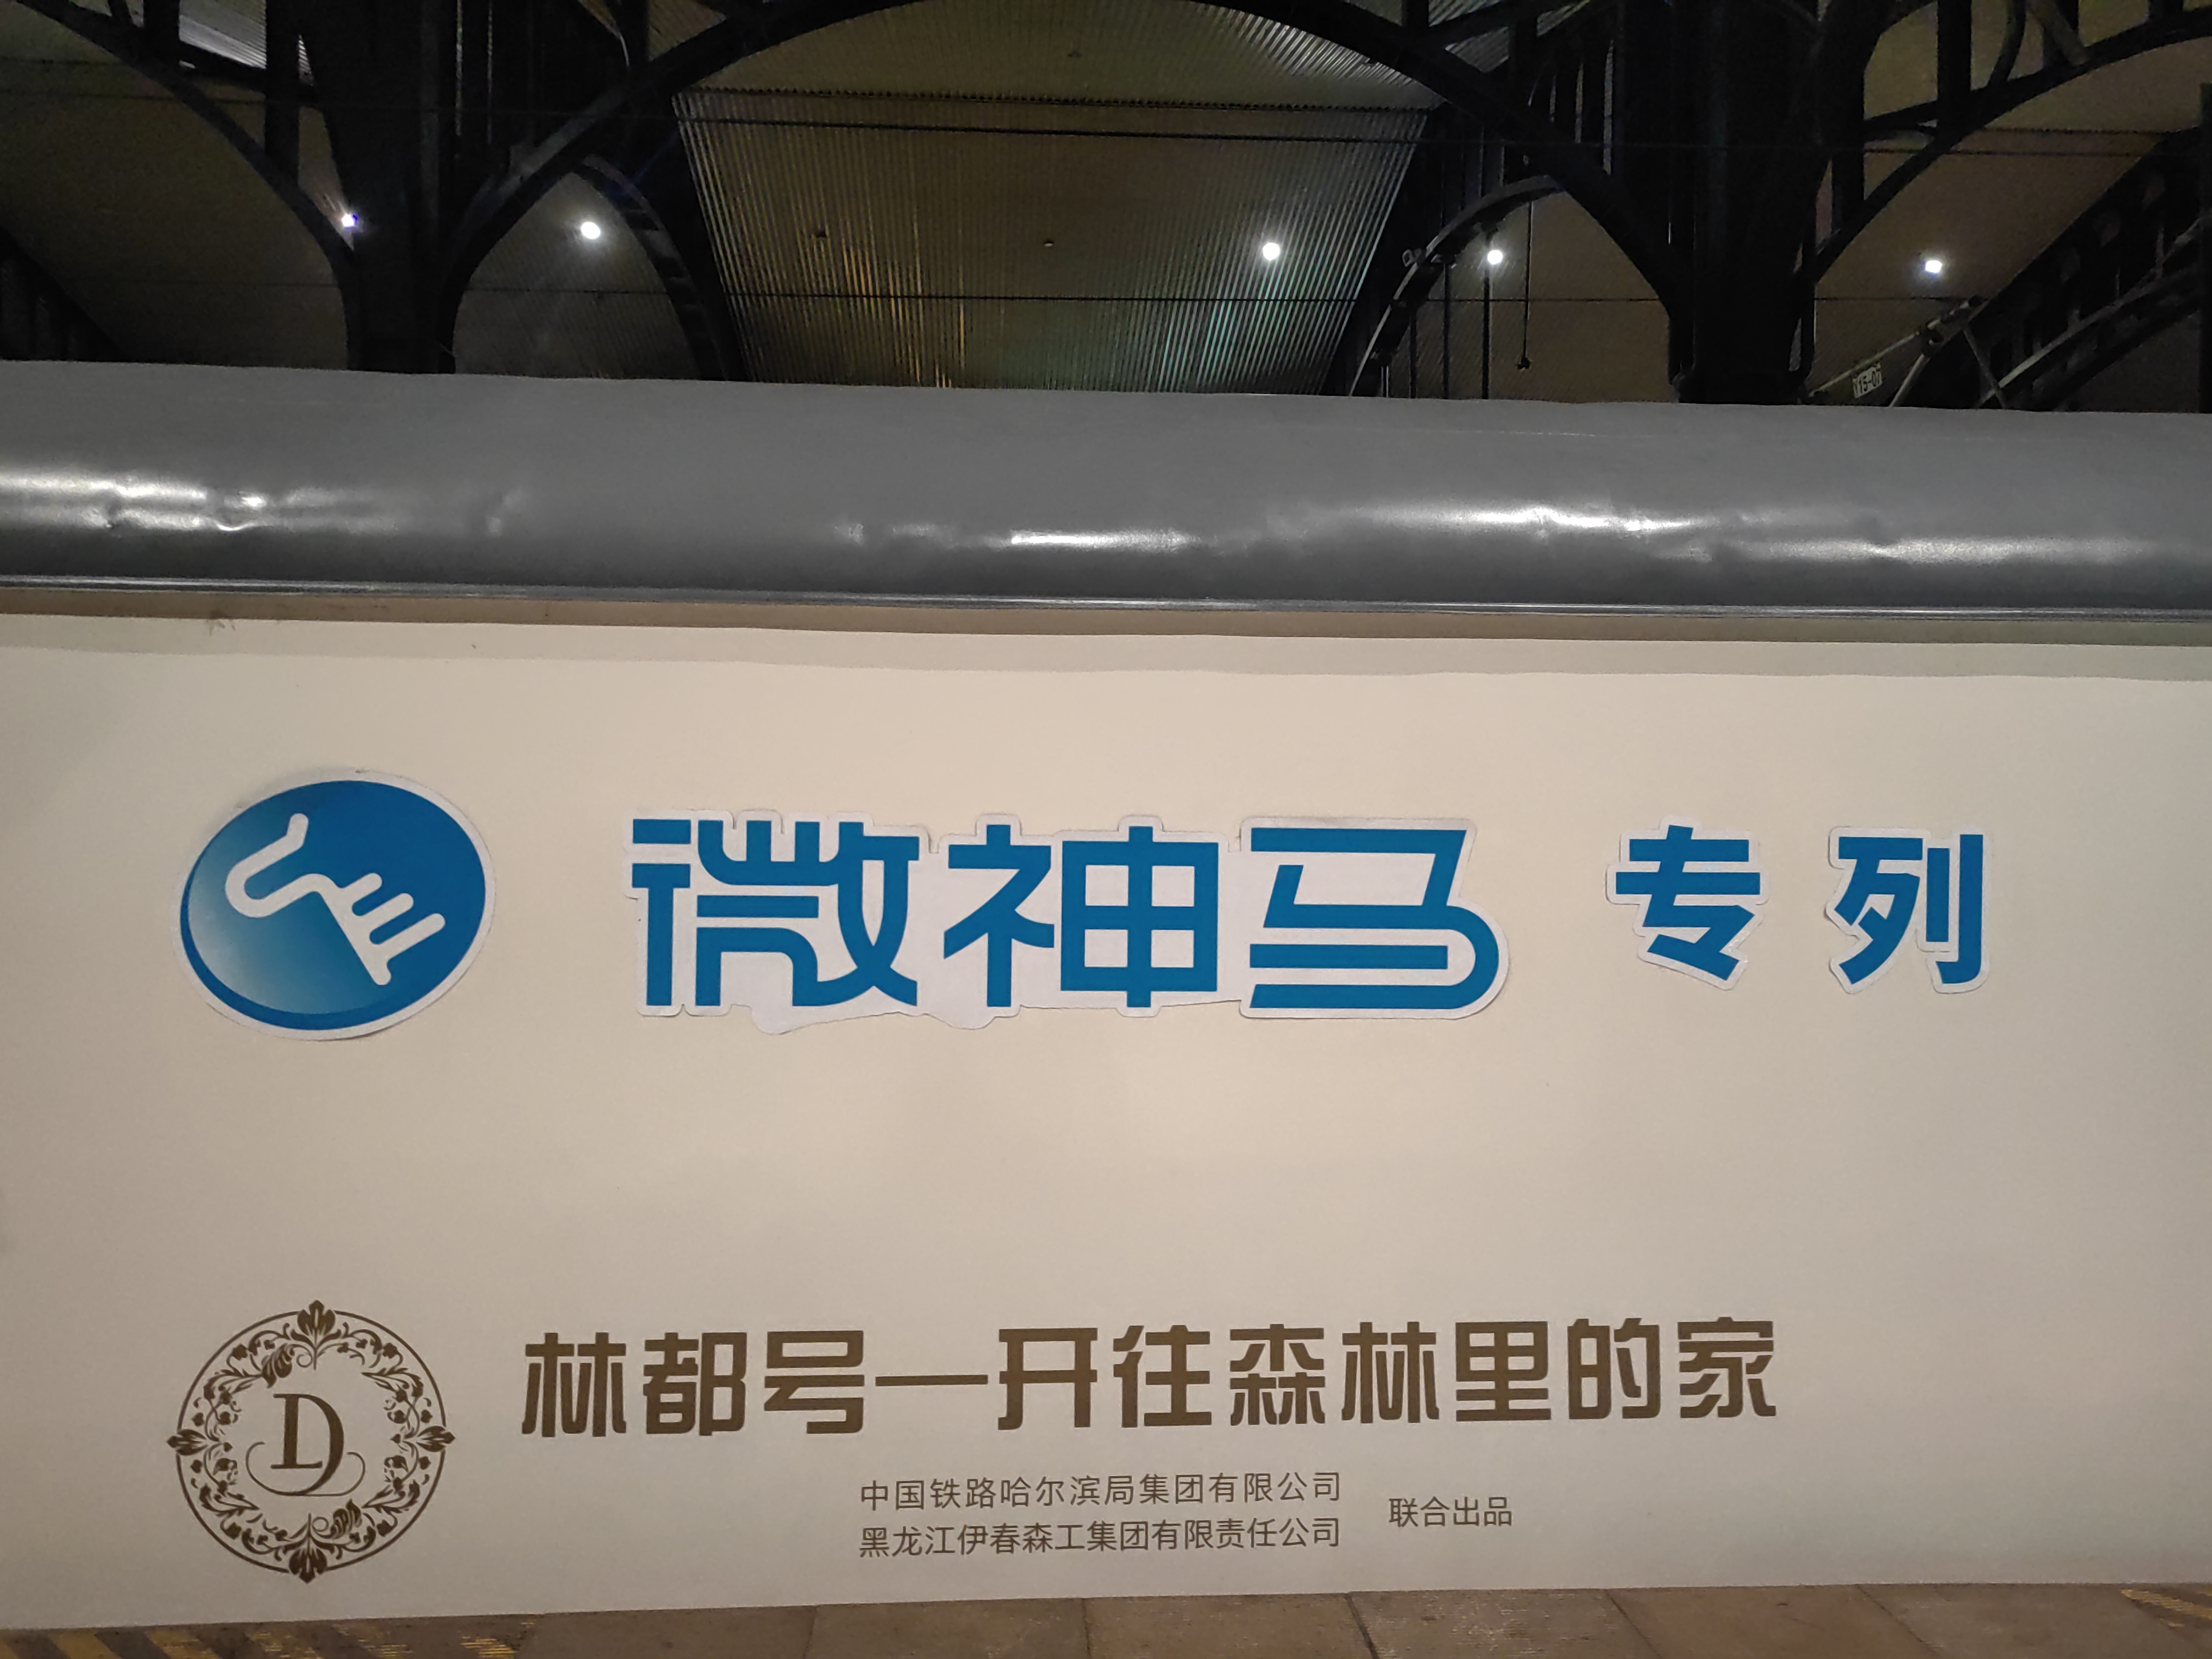 15-07
微神马 专列
林都号—开往森林里的家
D
中国铁路哈尔滨局集团有限公司
黑龙江伊春森工集团有限责任公司
联合出品